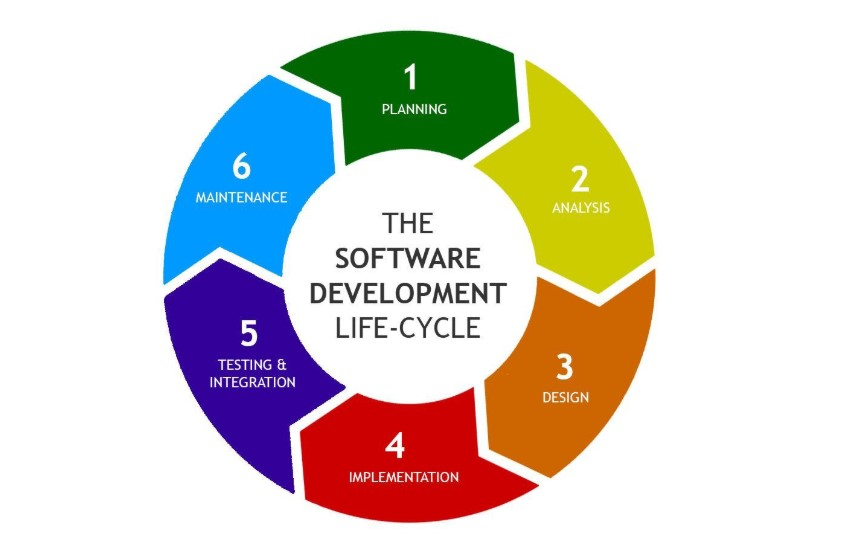 1
PLANNING
2
ANALYSIS
3
DESIGN
4
IMPLEMENTATION
5
TESTING &
INTEGRATION
6
MAINTENANCE
THE
SOFTWARE
DEVELOPMENT
LIFE-CYCLE